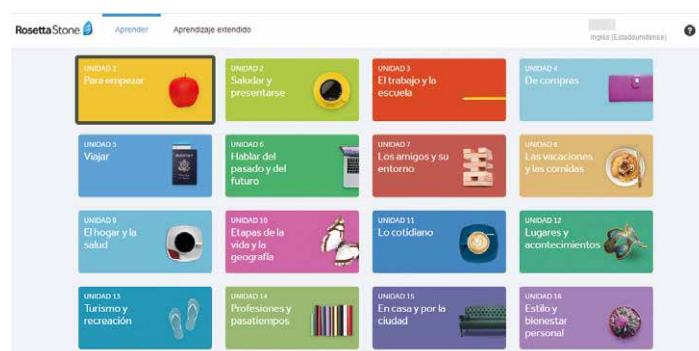 RosettaStone Aprender Aprendizaje extendido
Inglés (Estadounidense)
UNIDAD 1
Para empezar
UNIDAD 2
Saludar y
presentarse
UNIDAD 3
El trabajo y la
escuela
UNIDAD 4
De compras
UNIDAD 5
Viajar
UNIDAD 6
Hablar del
pasado y del
futuro
UNIDAD 7
Los amigos y su
entorno
UNIDAD 8
Las vacaciones
y las comidas
UNIDAD 9
El hogar y la
salud
UNIDAD 10
Etapas de la
vida y la
geografía
UNIDAD 11
Lo cotidiano
UNIDAD 12
Lugares y
acontecimientos
UNIDAD 13
Turismo y
recreación
UNIDAD 14
Profesiones y
pasatiempos
UNIDAD 15
En casa y por la
ciudad
UNIDAD 16
Estilo y
bienestar
personal